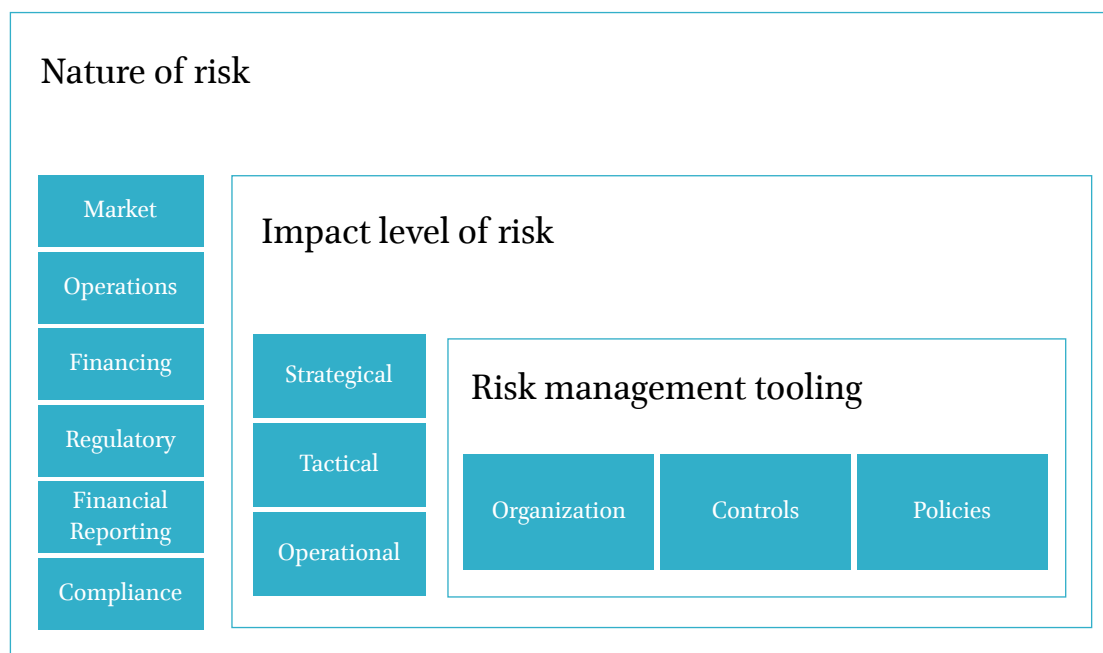 Nature of risk
Market
Operations
Financing
Regulatory
Financial
Reporting
Compliance
Impact level of risk
Strategical
Tactical
Operational
Risk management tooling
Organization
Controls
Policies